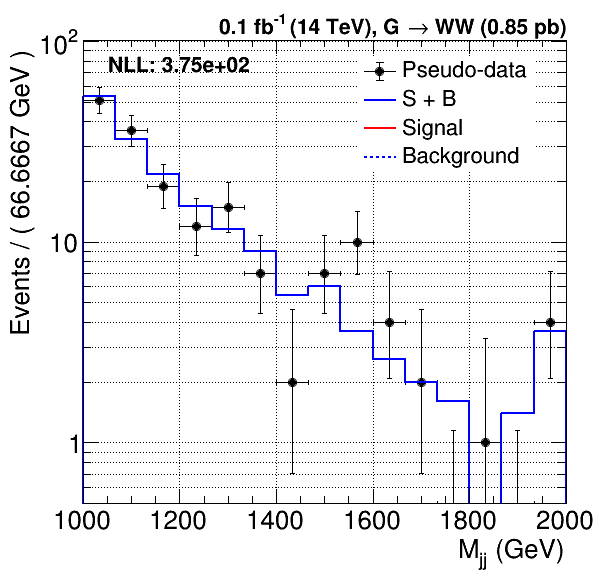 0.1 fb⁻¹ (14 TeV), G → WW (0.85 pb)
10²
NLL: 3.75e+02
Pseudo-data
S + B
Signal
Background
Events / ( 66.6667 GeV )
10
1
1000 1200 1400 1600 1800 2000
M_jj (GeV)